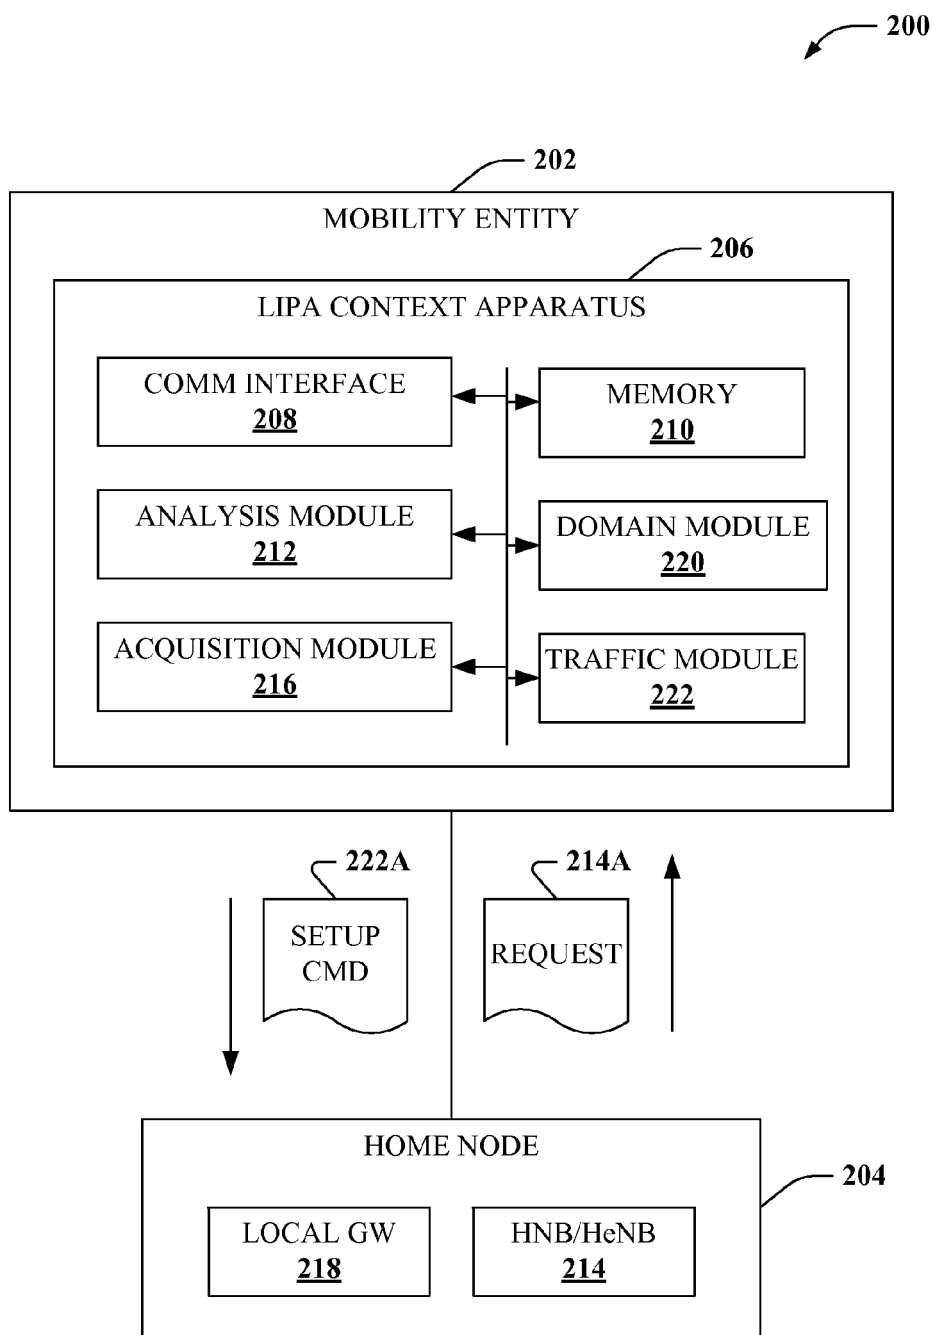 200
202
MOBILITY ENTITY
206
LIPA CONTEXT APPARATUS
COMM INTERFACE
208
MEMORY
210
ANALYSIS MODULE
212
DOMAIN MODULE
220
ACQUISITION MODULE
216
TRAFFIC MODULE
222
222A
214A
SETUP
CMD
REQUEST
HOME NODE
204
LOCAL GW
218
HNB/HeNB
214